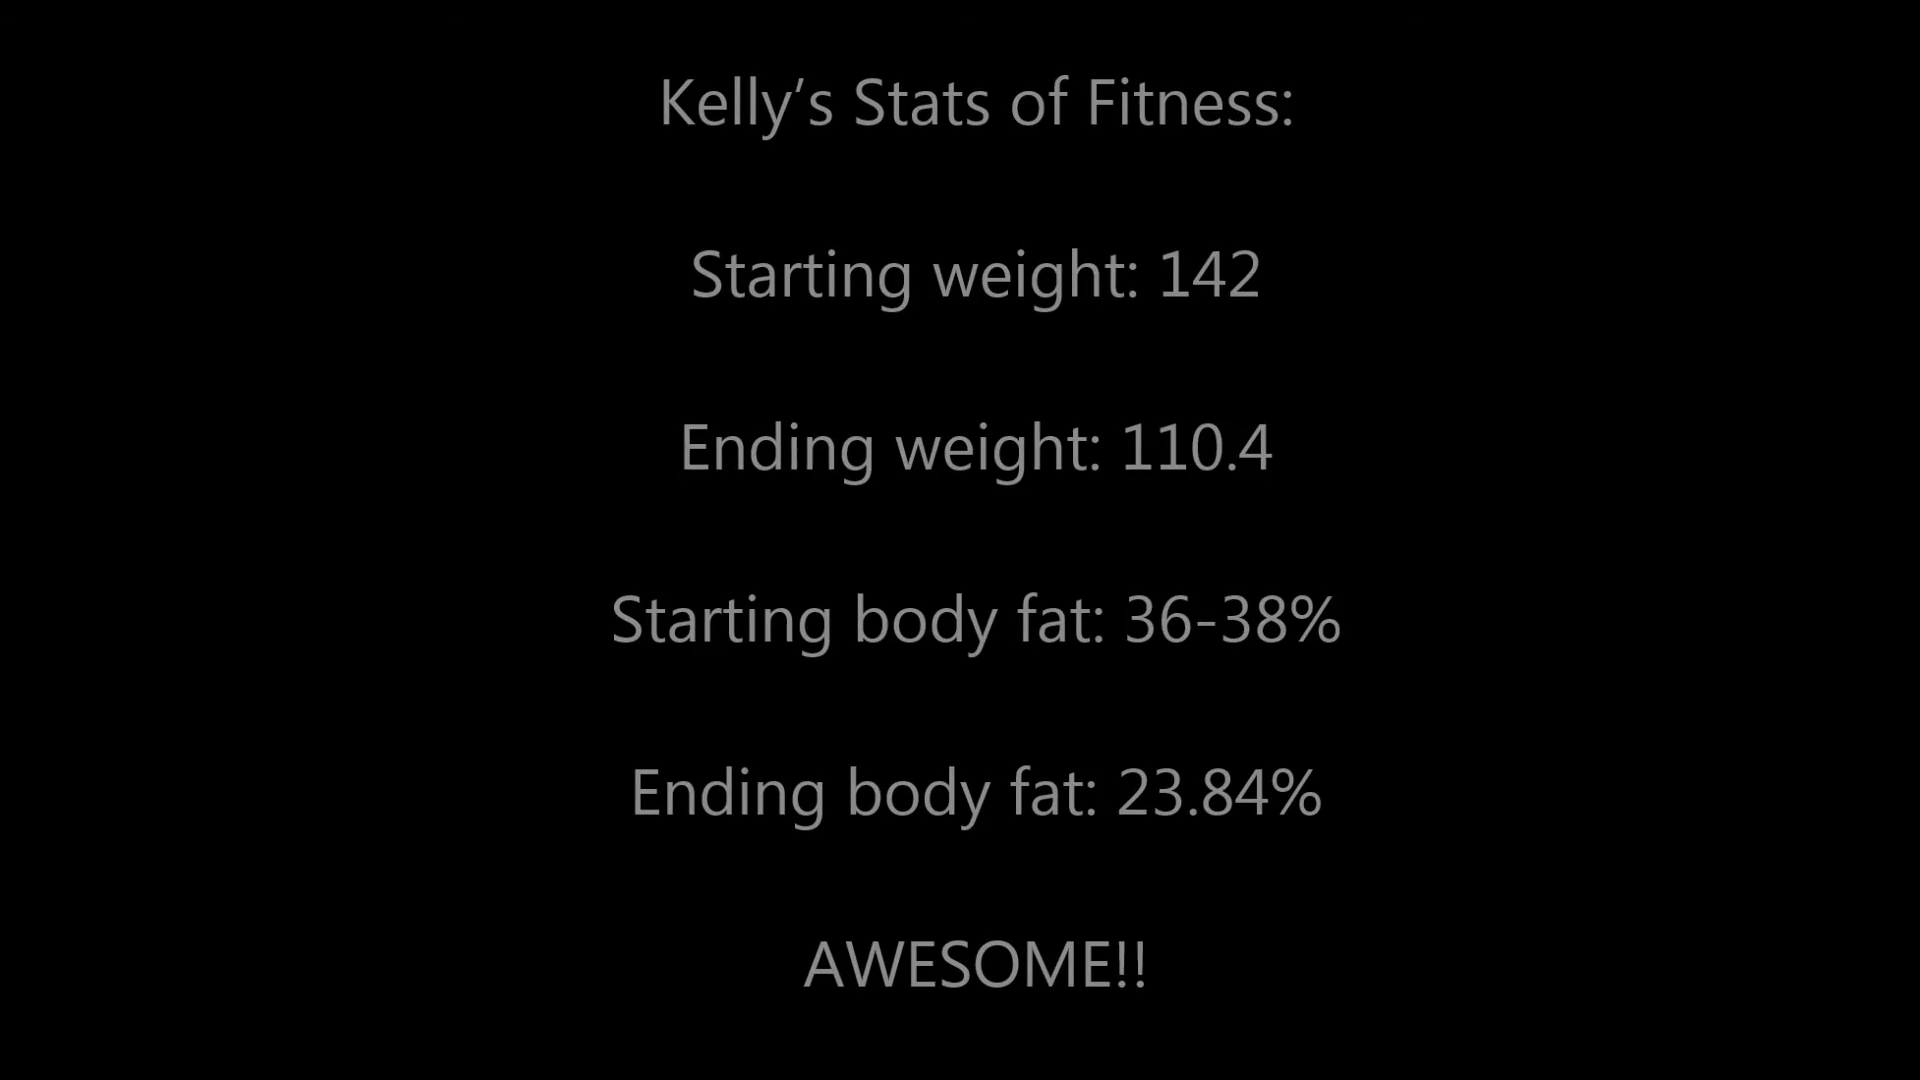 Kelly’s Stats of Fitness:
Starting weight: 142
Ending weight: 110.4
Starting body fat: 36-38%
Ending body fat: 23.84%
AWESOME!!